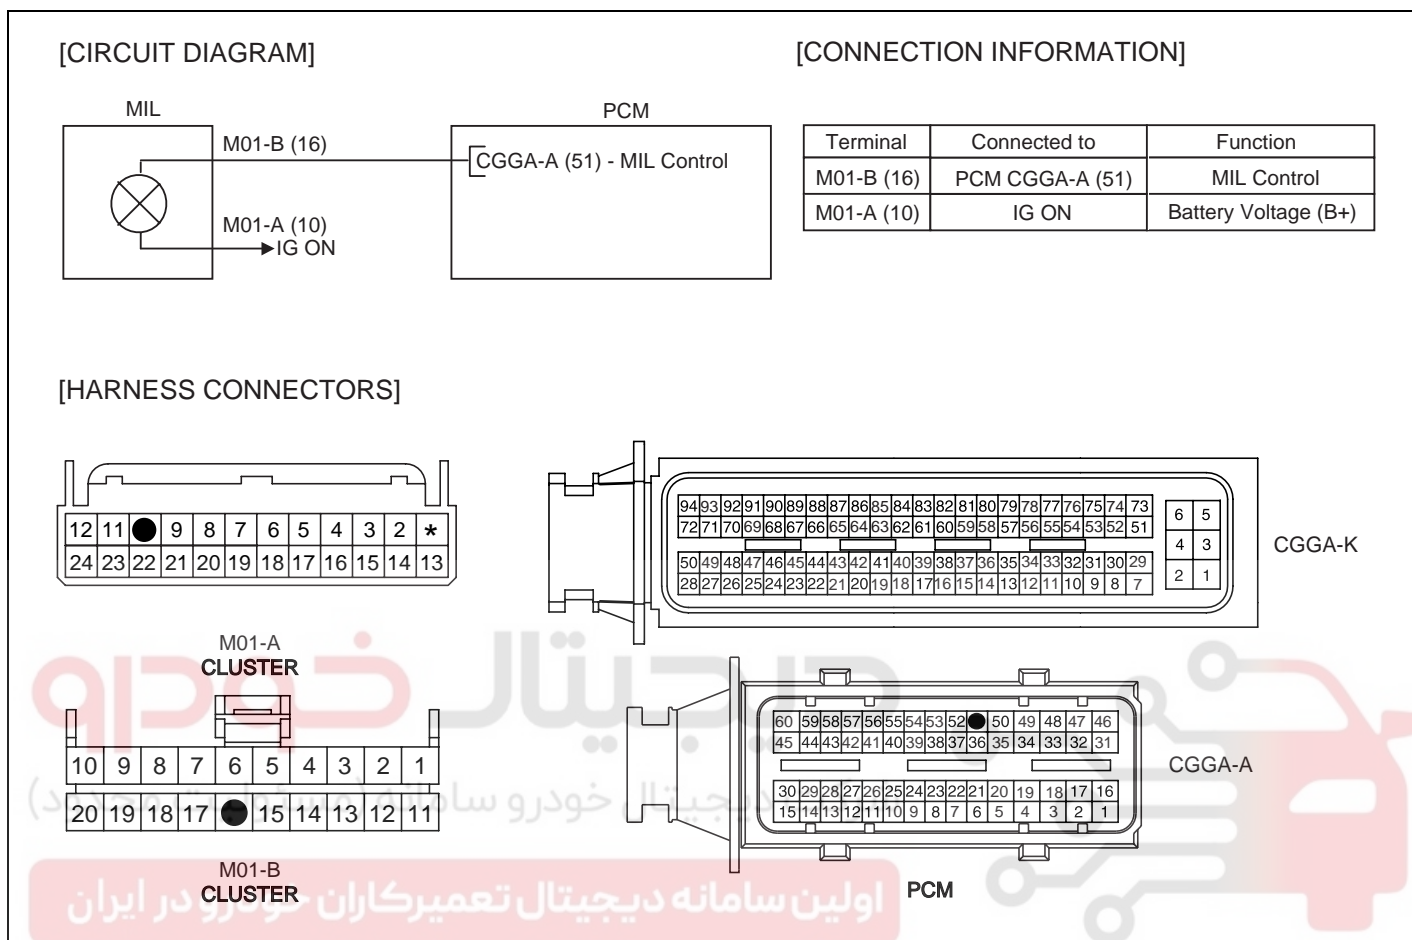 [CIRCUIT DIAGRAM]
MIL
PCM
M01-B (16)
CGGA-A (51) - MIL Control
M01-A (10)
IG ON
[CONNECTION INFORMATION]
Terminal Connected to Function
M01-B (16) PCM CGGA-A (51) MIL Control
M01-A (10) IG ON Battery Voltage (B+)
[HARNESS CONNECTORS]
12 11 9 8 7 6 5 4 3 2 *
24 23 22 21 20 19 18 17 16 15 14 13
M01-A
CLUSTER
94 93 92 91 90 89 88 87 86 85 84 83 82 81 80 79 78 77 76 75 74 73
72 71 70 69 68 67 66 65 64 63 62 61 60 59 58 57 56 55 54 53 52 51
50 49 48 47 46 45 44 43 42 41 40 39 38 37 36 35 34 33 32 31 30 29
28 27 26 25 24 23 22 21 20 19 18 17 16 15 14 13 12 11 10 9 8 7
6 5
4 3
2 1
CGGA-K
10 9 8 7 6 5 4 3 2 1
20 19 18 17 15 14 13 12 11
M01-B
CLUSTER
60 59 58 57 56 55 54 53 52 50 49 48 47 46
45 44 43 42 41 40 39 38 37 36 35 34 33 32 31
30 29 28 27 26 25 24 23 22 21 20 19 18 17 16
15 14 13 12 11 10 9 8 7 6 5 4 3 2 1
CGGA-A
PCM
دیجیتال خودرو
دیجیتال خودرو سامانه (مسئولیت محدود)
اولین سامانه دیجیتال تعمیرکاران خودرو در ایران